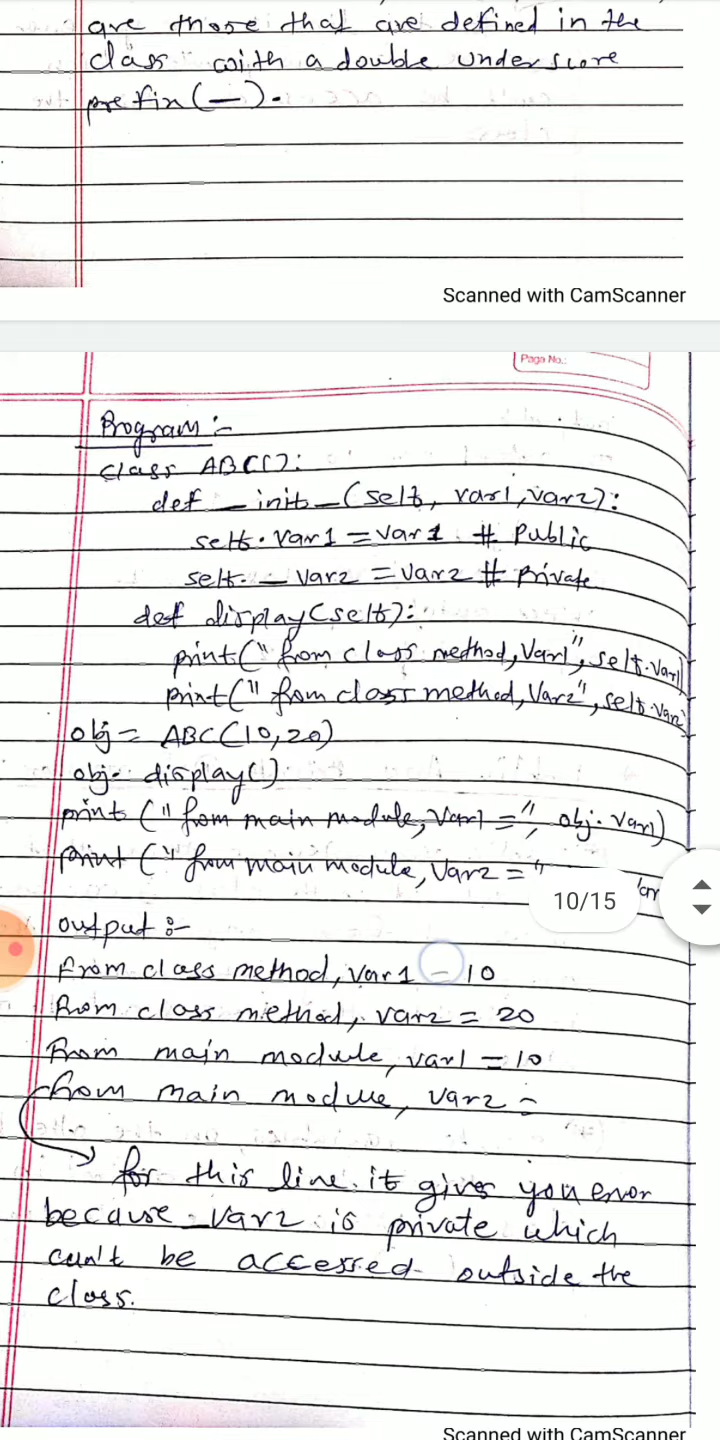 are those that are defined in the
class with a double underscore
prefix (__).
Scanned with CamScanner
Page No.:
Program :-
class ABC():
def __init__(self, var1, var2):
self.var1 = var1 # Public
self.__var2 = var2 # Private
def display(self):
print("from class method, Var1", self.var1)
print("from class method, Var2", self.var2
obj = ABC(10,20)
obj. display()
print ("from main module, Var1 =", obj. var1)
print ("from main module, Var2 ="
10/15
output :-
From class method, Var1 = 10
From class method, var2 = 20
From main module, var1 = 10
from main module, var2 =
for this line it gives you error
because __var2 is private which
can't be accessed outside the
class.
Scanned with CamScanner